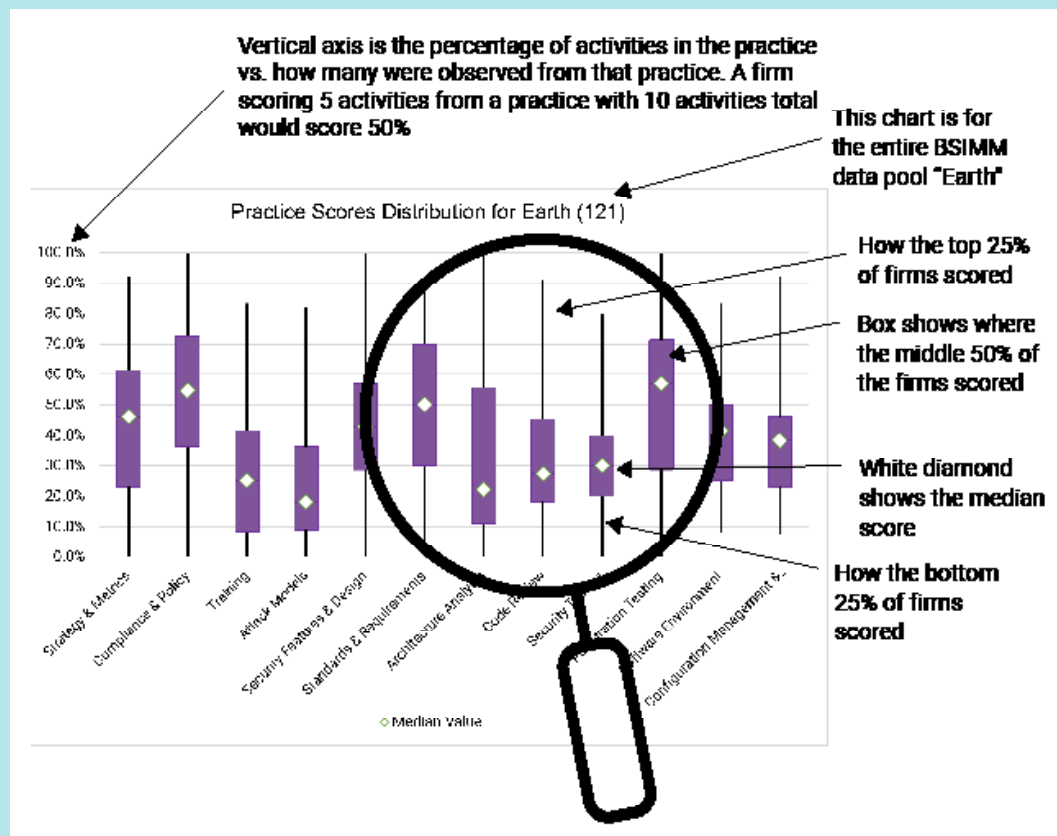 Vertical axis is the percentage of activities in the practice
vs. how many were observed from that practice. A firm
scoring 5 activities from a practice with 10 activities total
would score 50%
This chart is for
the entire BSIMM
data pool "Earth"
Practice Scores Distribution for Earth (121)
100.0%
90.0%
80.0%
70.0%
60.0%
50.0%
40.0%
30.0%
20.0%
10.0%
0.0%
How the top 25%
of firms scored
Box shows where
the middle 50% of
the firms scored
White diamond
shows the median
score
How the bottom
25% of firms
scored
Strategy & Metrics
Compliance & Policy
Training
Attack Models
Security Features & Design
Standards & Requirements
Architecture
Code Review
Security
Testing
Configuration Management &..
Median Value